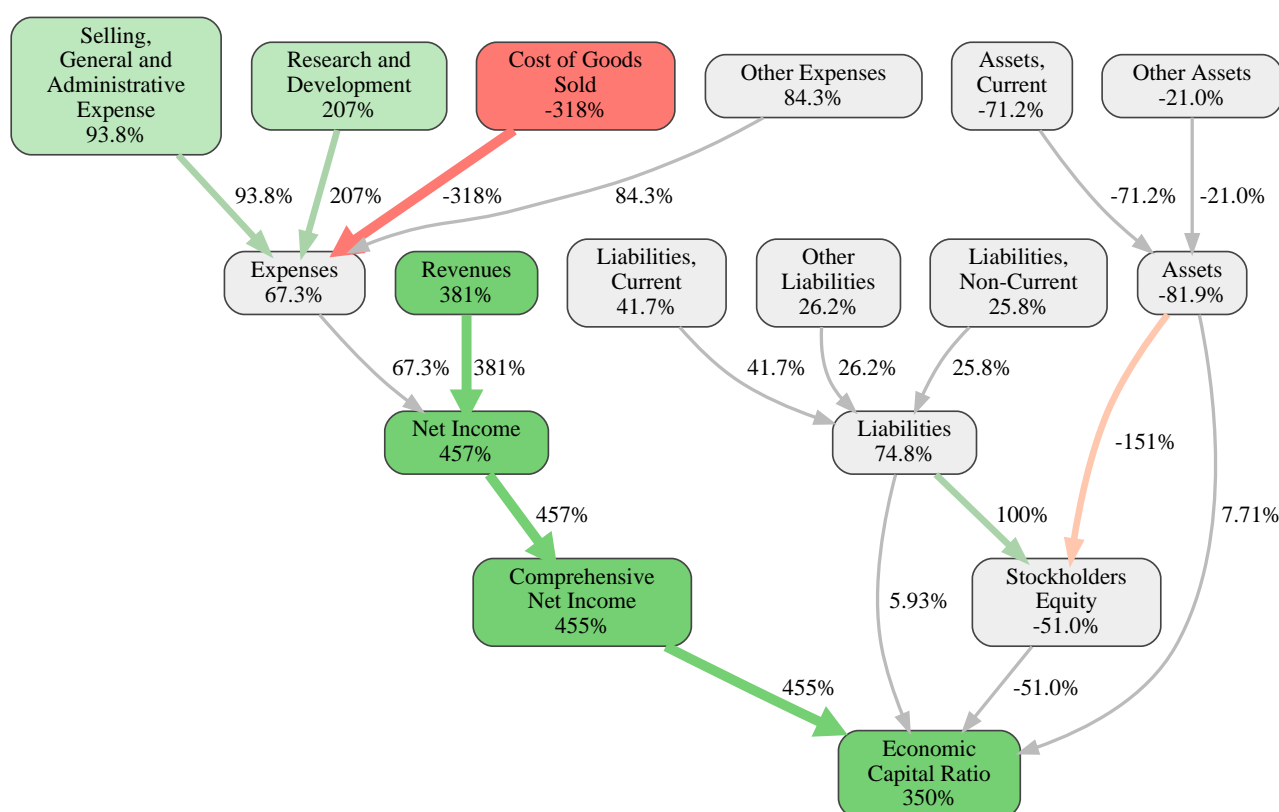 Selling,
General and
Administrative
Expense
93.8%
Research and
Development
207%
Cost of Goods
Sold
-318%
Other Expenses
84.3%
Assets,
Current
-71.2%
Other Assets
-21.0%
93.8%
207%
-318%
84.3%
-71.2%
-21.0%
Expenses
67.3%
Revenues
381%
Liabilities,
Current
41.7%
Other
Liabilities
26.2%
Liabilities,
Non-Current
25.8%
Assets
-81.9%
67.3%
381%
41.7%
26.2%
25.8%
Net Income
457%
Liabilities
74.8%
-151%
457%
100%
7.71%
Comprehensive
Net Income
455%
5.93%
Stockholders
Equity
-51.0%
455%
-51.0%
Economic
Capital Ratio
350%